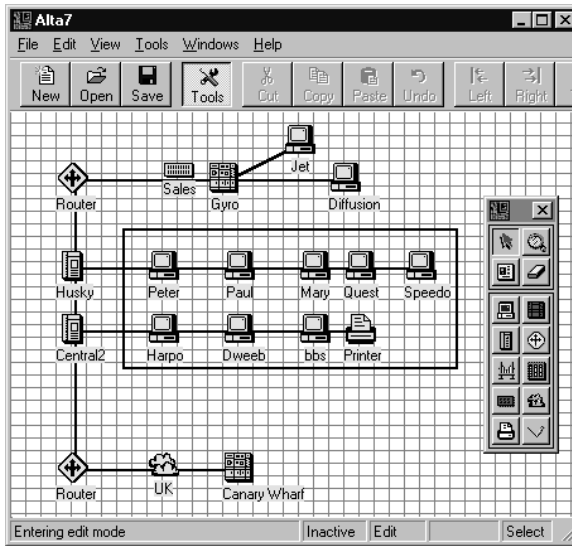 Alta7
File Edit View Tools Windows Help
New Open Save Tools Cut Copy Paste Undo Left Right
Jet
Router Sales Gyro Diffusion
Husky Peter Paul Mary Quest Speedo
Central2 Harpo Dweeb bbs Printer
Router UK Canary Wharf
Entering edit mode Inactive Edit Select